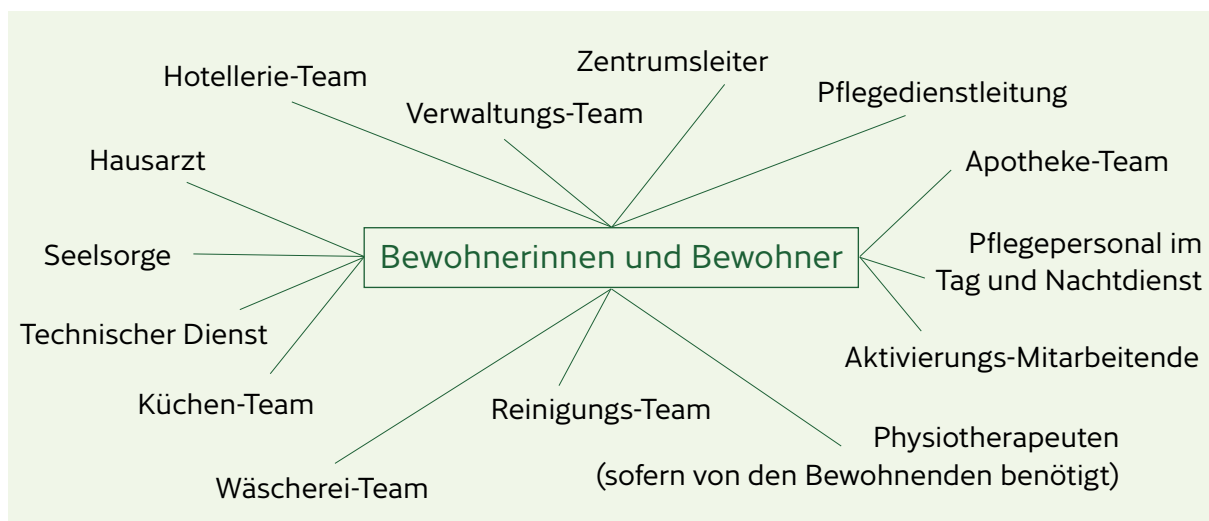 Zentrumsleiter
Hotellerie-Team
Pflegedienstleitung
Verwaltungs-Team
Hausarzt
Apotheke-Team
Seelsorge
Bewohnerinnen und Bewohner
Pflegepersonal im
Tag und Nachtdienst
Technischer Dienst
Aktivierungs-Mitarbeitende
Küchen-Team
Reinigungs-Team
Physiotherapeuten
(sofern von den Bewohnenden benötigt)
Wäscherei-Team